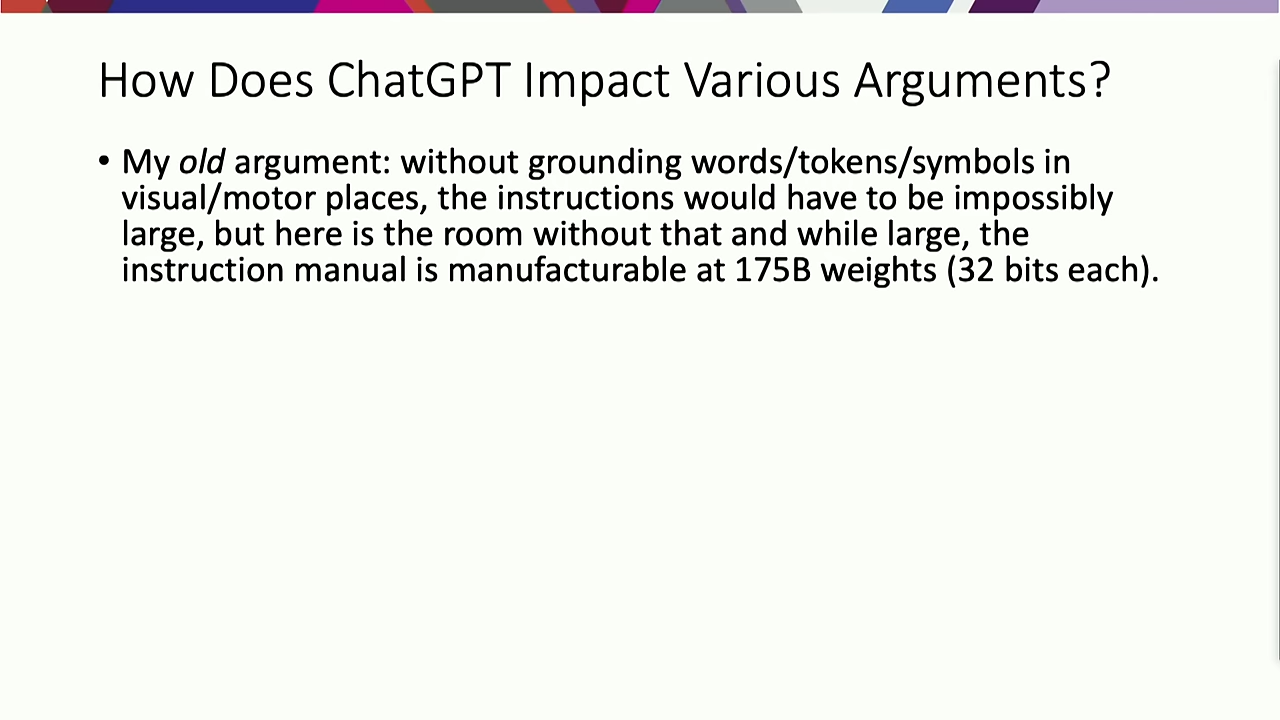 How Does ChatGPT Impact Various Arguments?
• My old argument: without grounding words/tokens/symbols in
visual/motor places, the instructions would have to be impossibly
large, but here is the room without that and while large, the
instruction manual is manufacturable at 175B weights (32 bits each).